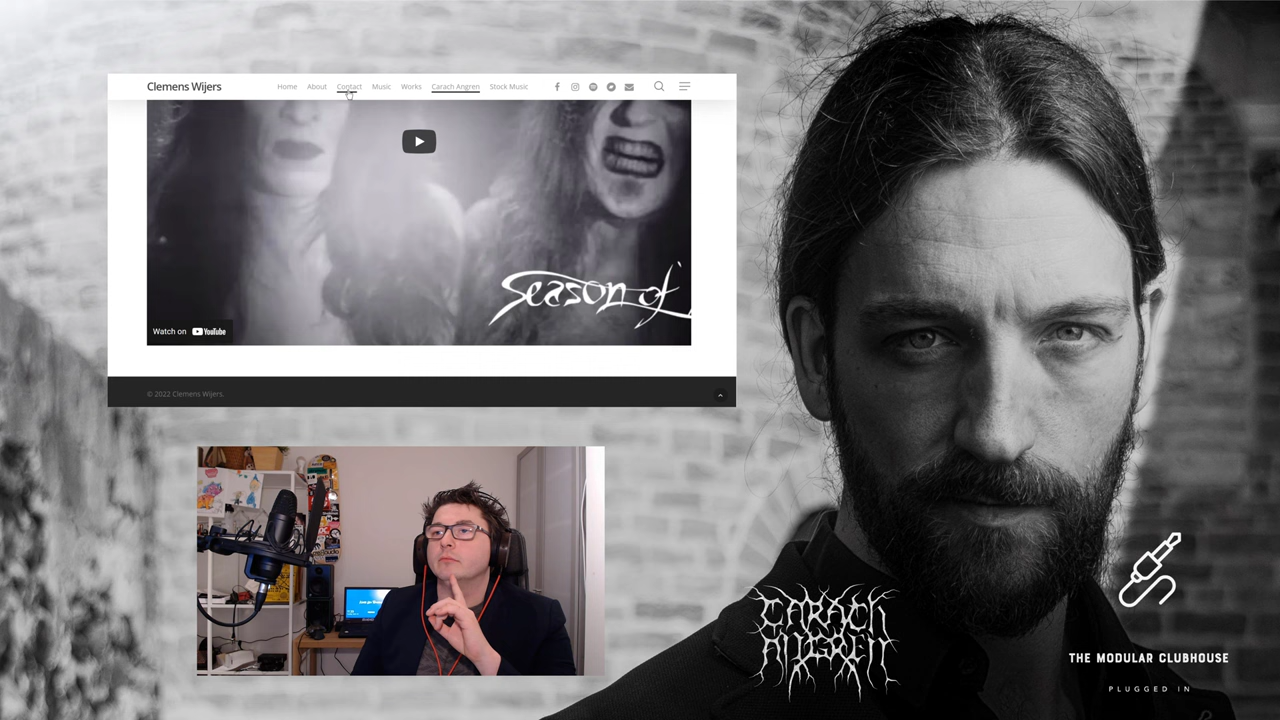 Clemens Wijers
Home About Contact Music Works Carach Angren Stock Music
Season of
Watch on YouTube
© 2022 Clemens Wijers.
CARACH
ANGREN
THE MODULAR CLUBHOUSE
PLUGGED IN